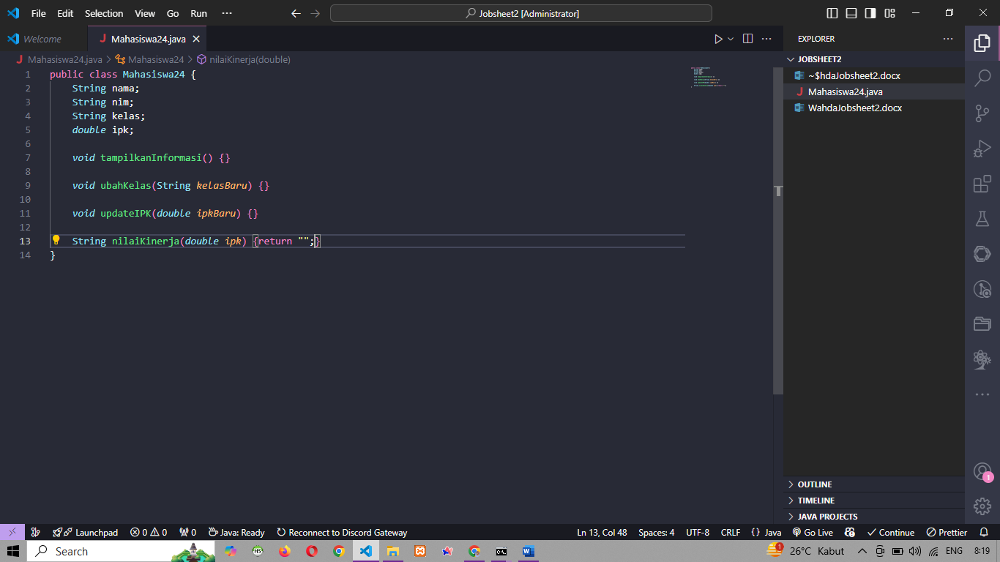 File Edit Selection View Go Run ··· Jobsheet2 [Administrator]
Welcome
Mahasiswa24.java
Mahasiswa24.java > Mahasiswa24 > nilaiKinerja(double)
1 public class Mahasiswa24 {
2 String nama;
3 String nim;
4 String kelas;
5 double ipk;
6
7 void tampilkanInformasi() {}
8
9 void ubahKelas(String kelasBaru) {}
10
11 void updateIPK(double ipkBaru) {}
12
13 String nilaiKinerja(double ipk) {return "";}
14 }
EXPLORER
JOBSHEET2
~$hdaJobsheet2.docx
Mahasiswa24.java
WahdaJobsheet2.docx
OUTLINE
TIMELINE
JAVA PROJECTS
1
Launchpad 0 0 0 Java: Ready Reconnect to Discord Gateway Ln 13, Col 48 Spaces: 4 UTF-8 CRLF {} Java Go Live Continue Prettier
Search 1 26°C Kabut ENG 8:19